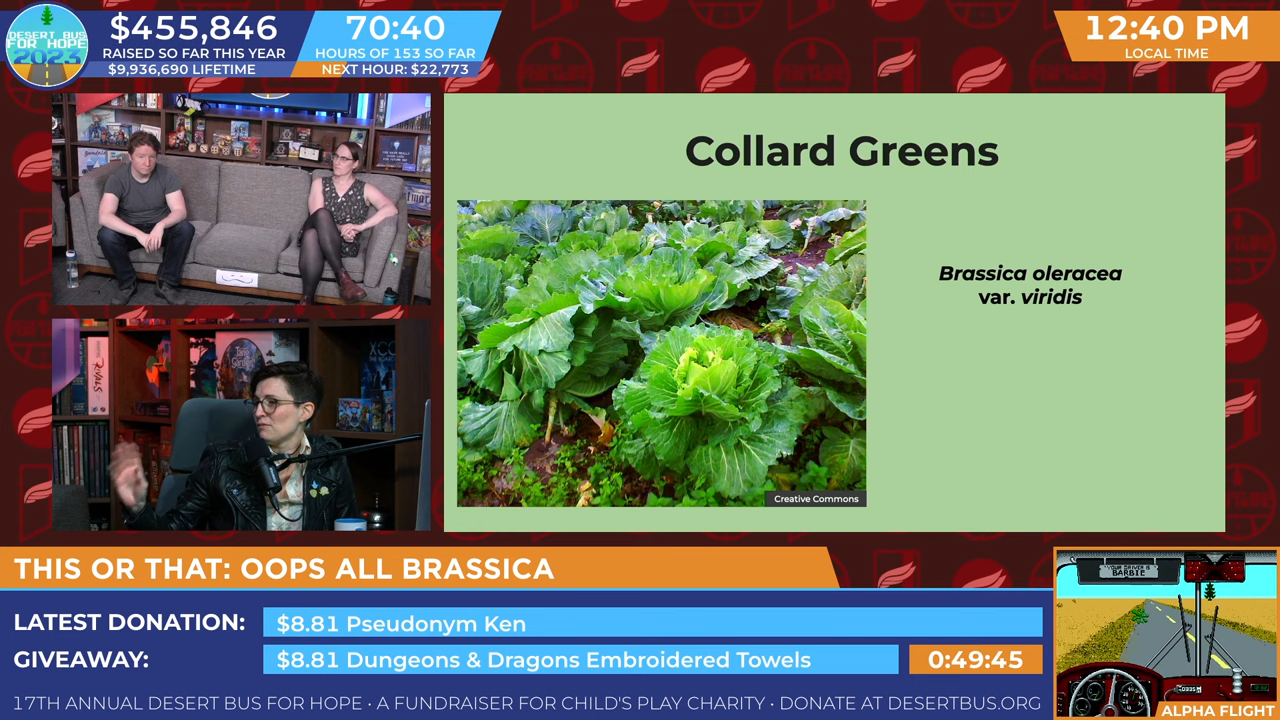 DESERT BUS
FOR HOPE
2023
$455,846
RAISED SO FAR THIS YEAR
$9,936,690 LIFETIME
70:40
HOURS OF 153 SO FAR
NEXT HOUR: $22,773
12:40 PM
LOCAL TIME
Collard Greens
Brassica oleracea
var. viridis
Creative Commons
RIVALS
THIS OR THAT: OOPS ALL BRASSICA
LATEST DONATION:
$8.81 Pseudonym Ken
GIVEAWAY:
$8.81 Dungeons & Dragons Embroidered Towels
0:49:45
YOUR DRIVER IS
BARBIE
ALPHA FLIGHT
17TH ANNUAL DESERT BUS FOR HOPE • A FUNDRAISER FOR CHILD'S PLAY CHARITY • DONATE AT DESERTBUS.ORG